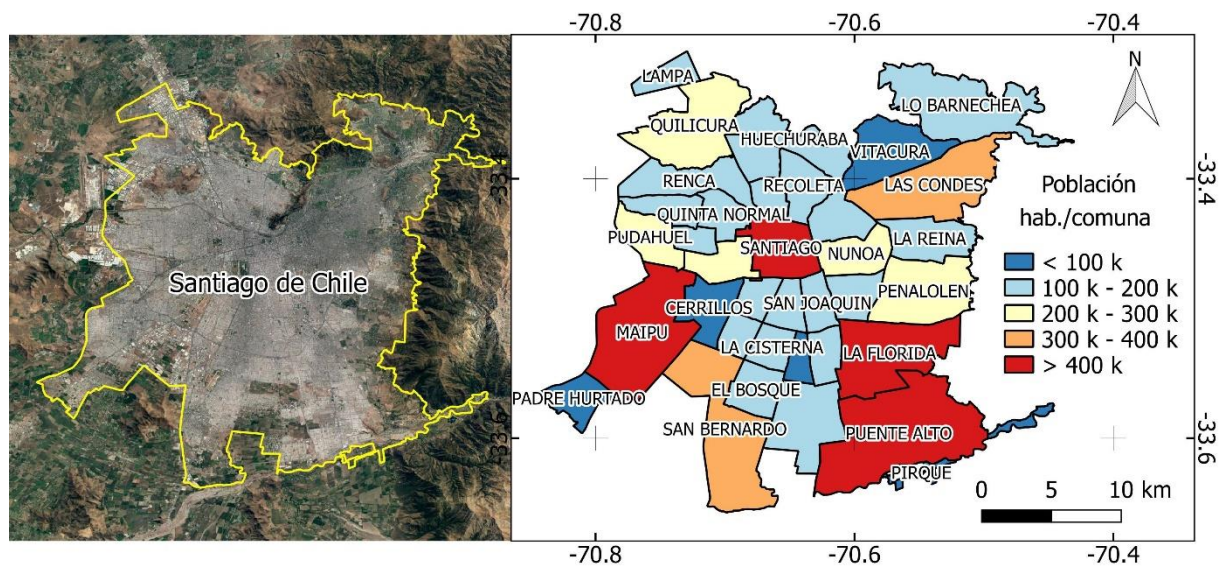 Santiago de Chile
-70.8
-70.6
-70.4
N
LAMPA
LO BARNECHEA
QUILICURA
HUECHURABA
VITACURA
-33.4
-33.4
RENCA
RECOLETA
LAS CONDES
Población
hab./comuna
QUINTA NORMAL
PUDAHUEL
SANTIAGO
NUNOA
LA REINA
< 100 k
100 k - 200 k
200 k - 300 k
300 k - 400 k
> 400 k
CERRILLOS
SAN JOAQUIN
PENALOLEN
MAIPU
LA CISTERNA
LA FLORIDA
PADRE HURTADO
EL BOSQUE
SAN BERNARDO
PUENTE ALTO
-33.6
-33.6
PIRQUE
0 5 10 km
-70.8
-70.6
-70.4